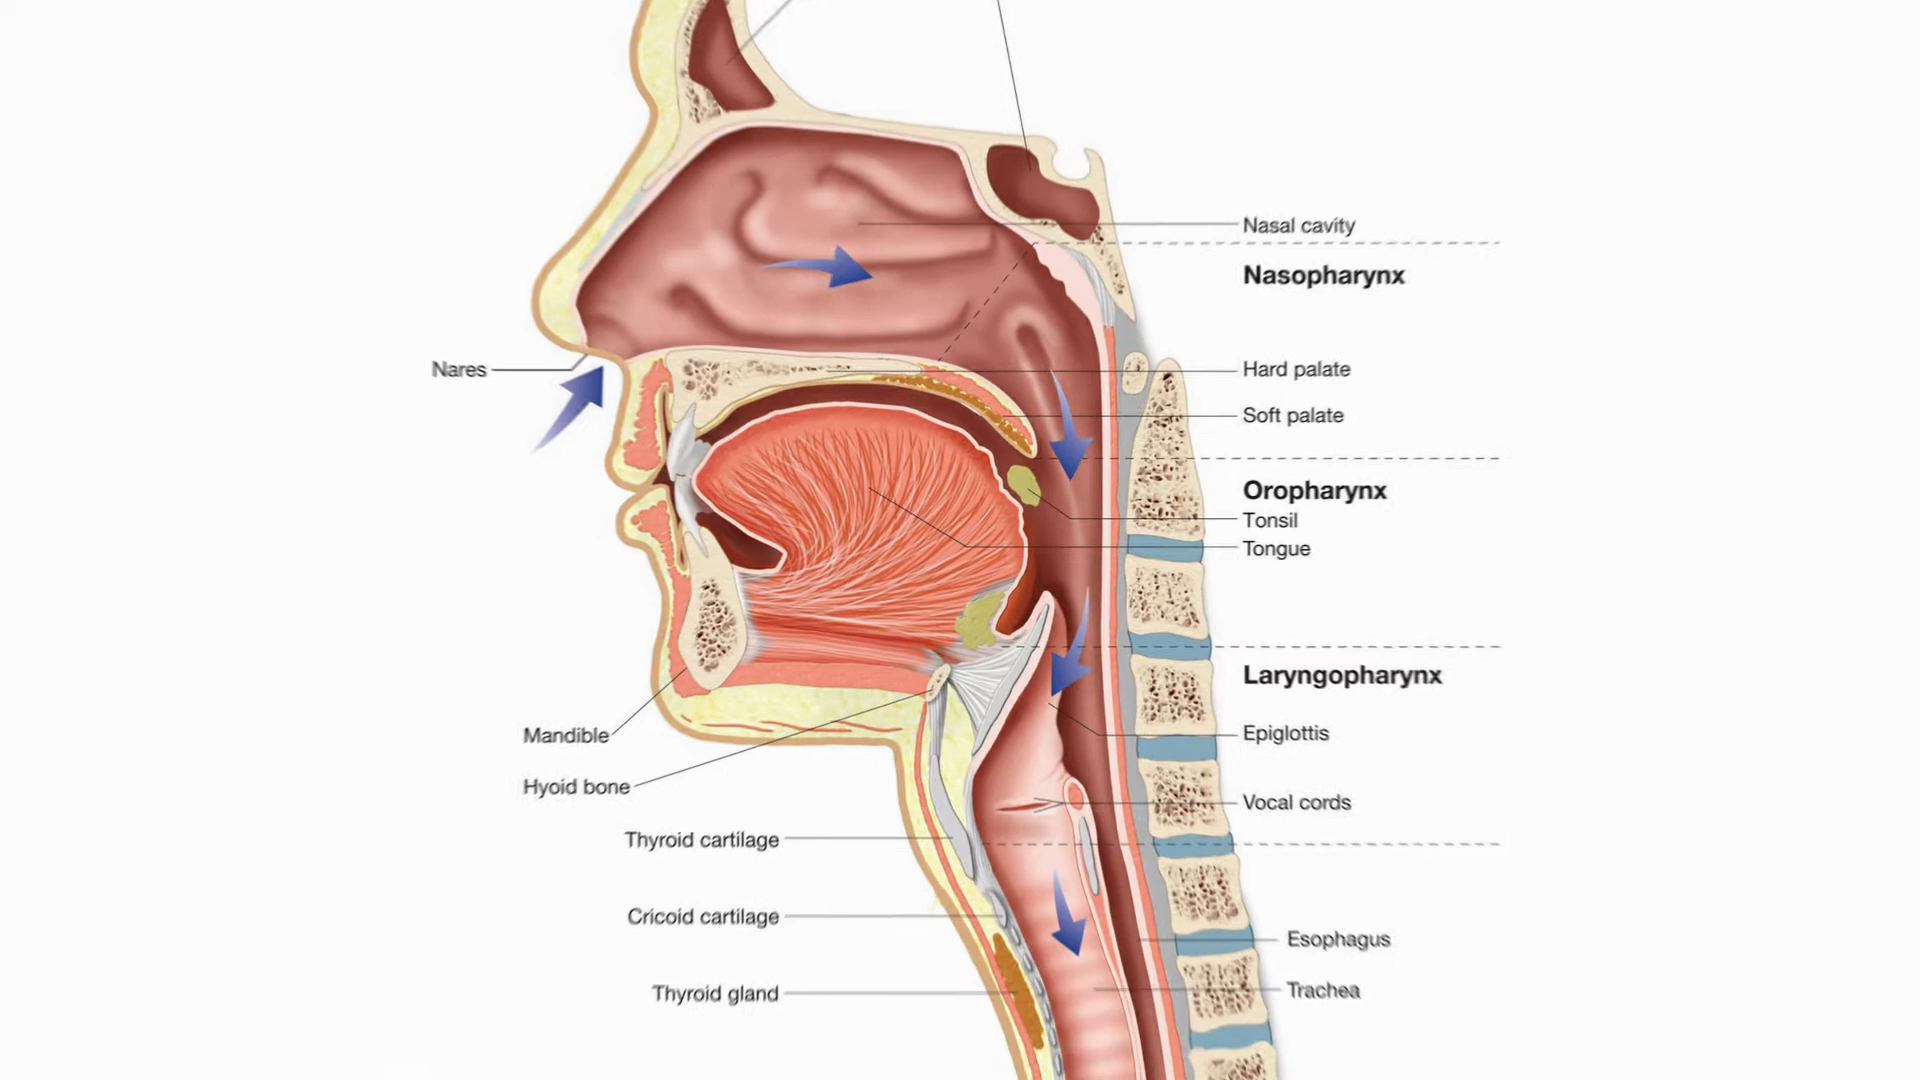 Nasal cavity
Nasopharynx
Nares
Hard palate
Soft palate
Oropharynx
Tonsil
Tongue
Laryngopharynx
Mandible
Epiglottis
Hyoid bone
Vocal cords
Thyroid cartilage
Cricoid cartilage
Esophagus
Thyroid gland
Trachea